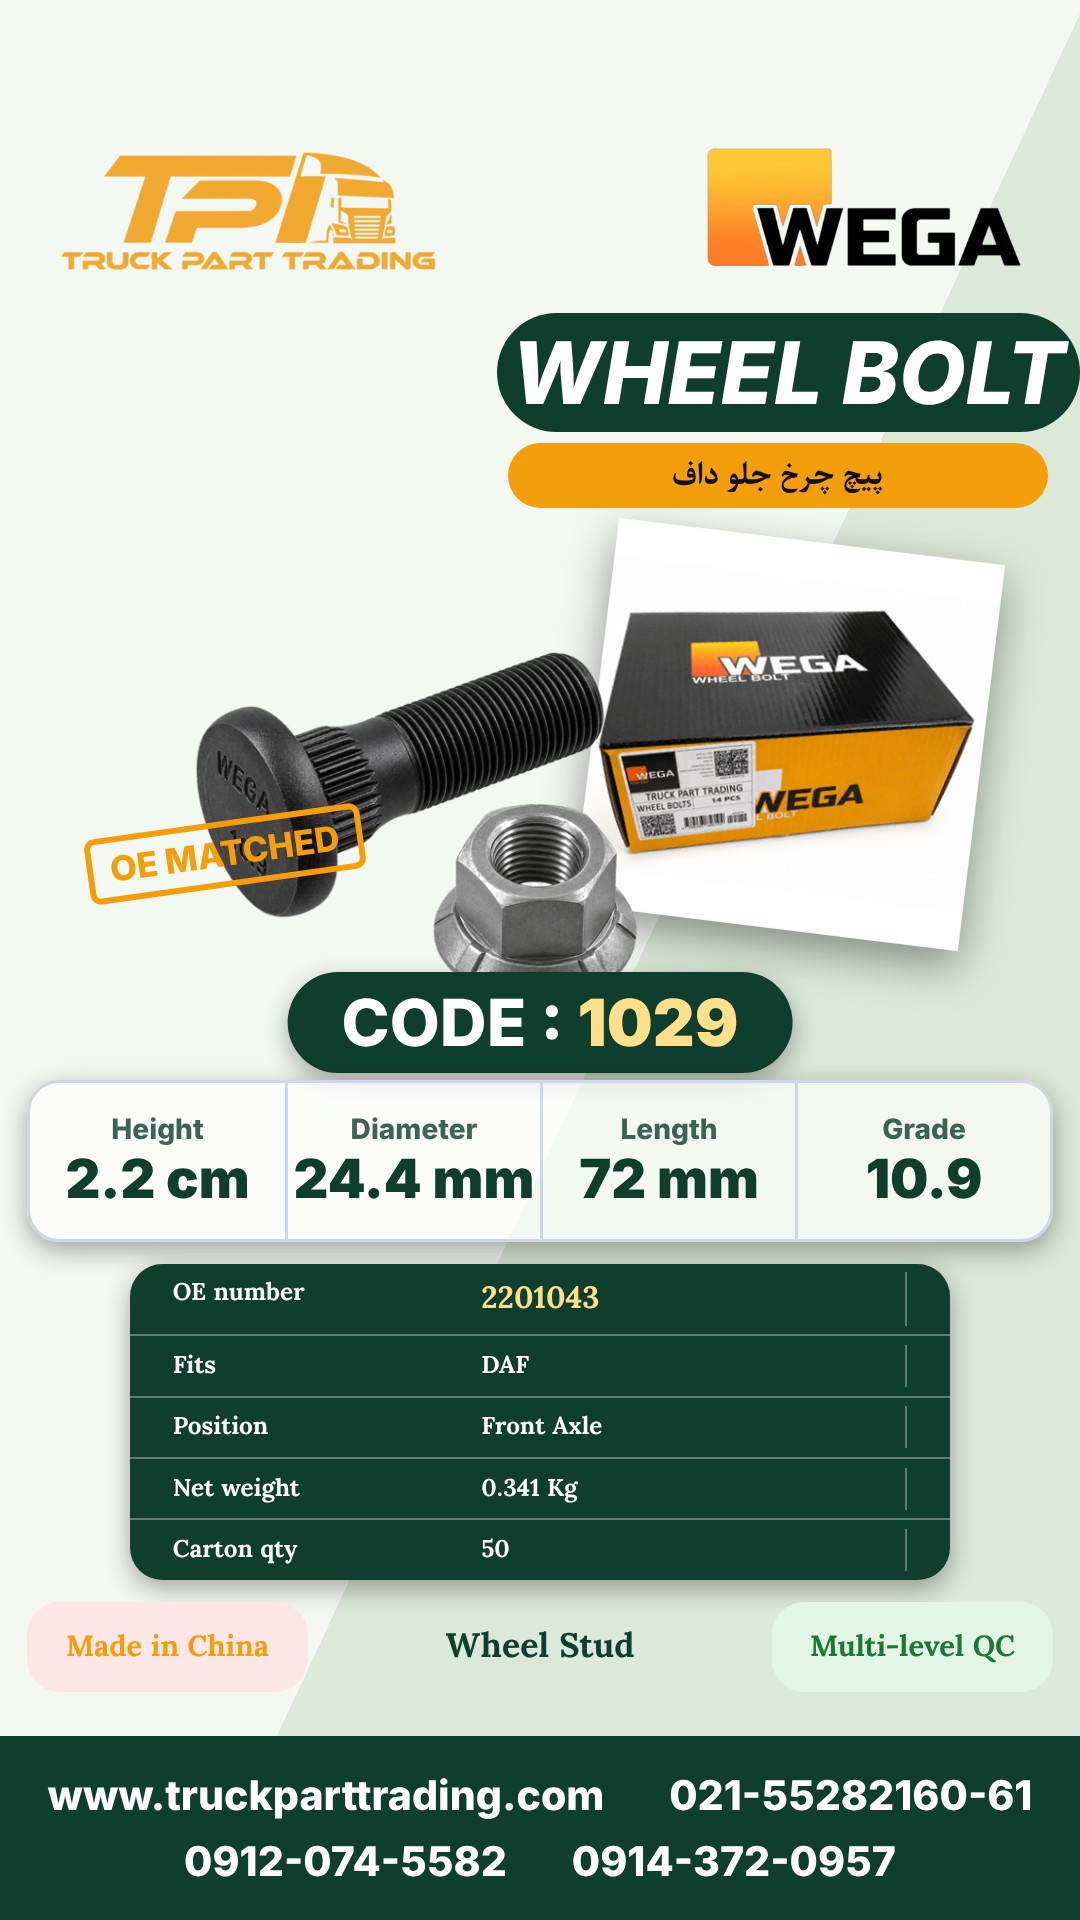 TPI
TRUCK PART TRADING
WEGA
WHEEL BOLT
پیچ چرخ جلو داف
WEGA
WHEEL BOLT
WEGA
TRUCK PART TRADING
WHEEL BOLTS
14 PCS
WEGA
L BOLT
WEGA
OE MATCHED
CODE : 1029
Height
2.2 cm
Diameter
24.4 mm
Length
72 mm
Grade
10.9
OE number 2201043
Fits DAF
Position Front Axle
Net weight 0.341 Kg
Carton qty 50
Made in China
Wheel Stud
Multi-level QC
www.truckparttrading.com 021-55282160-61
0912-074-5582 0914-372-0957